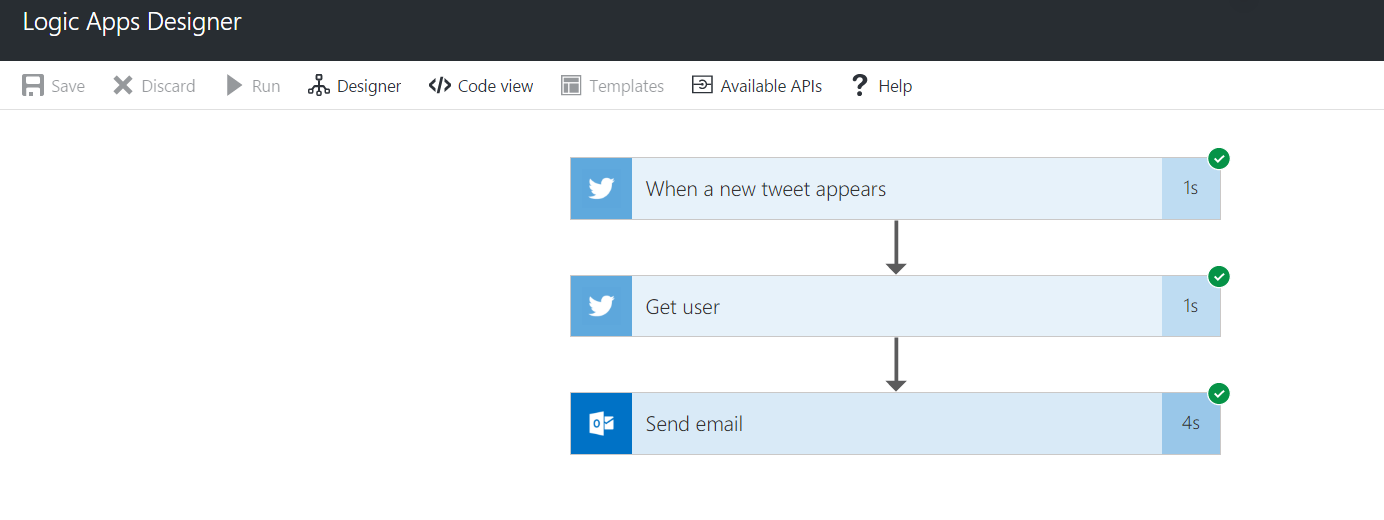 Logic Apps Designer
Save Discard Run Designer Code view Templates Available APIs Help
When a new tweet appears 1s
Get user 1s
Send email 4s